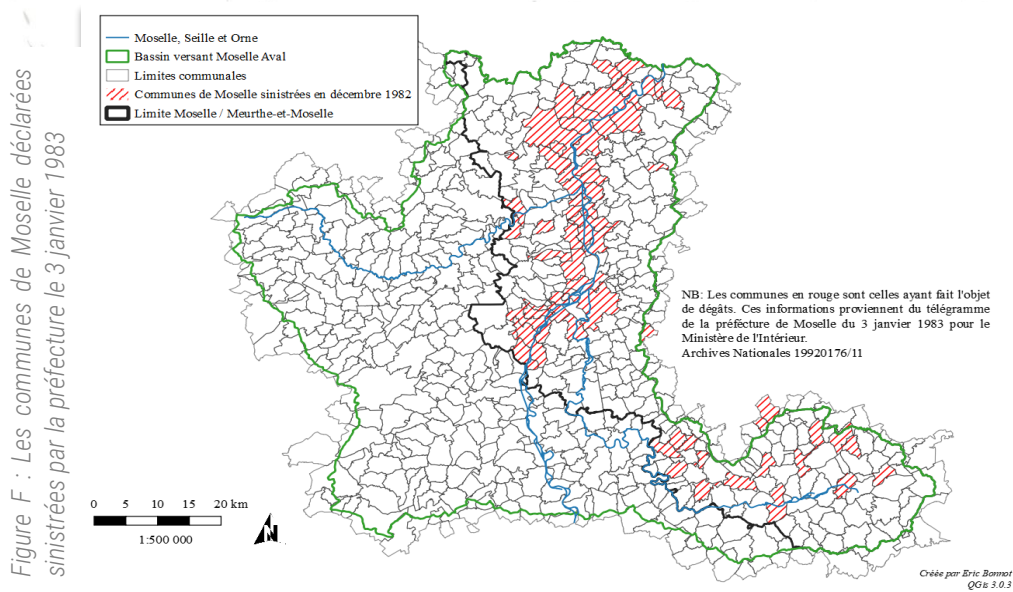 Figure F : Les communes de Moselle déclarées
sinistrées par la préfecture le 3 janvier 1983
Moselle, Seille et Orne
Bassin versant Moselle Aval
Limites communales
Communes de Moselle sinistrées en décembre 1982
Limite Moselle / Meurthe-et-Moselle
NB: Les communes en rouge sont celles ayant fait l'objet
de dégâts. Ces informations proviennent du télégramme
de la préfecture de Moselle du 3 janvier 1983 pour le
Ministère de l'Intérieur.
Archives Nationales 19920176/11
0 5 10 15 20 km
1:500 000
N
Créée par Eric Bonnot
QGis 3.0.3